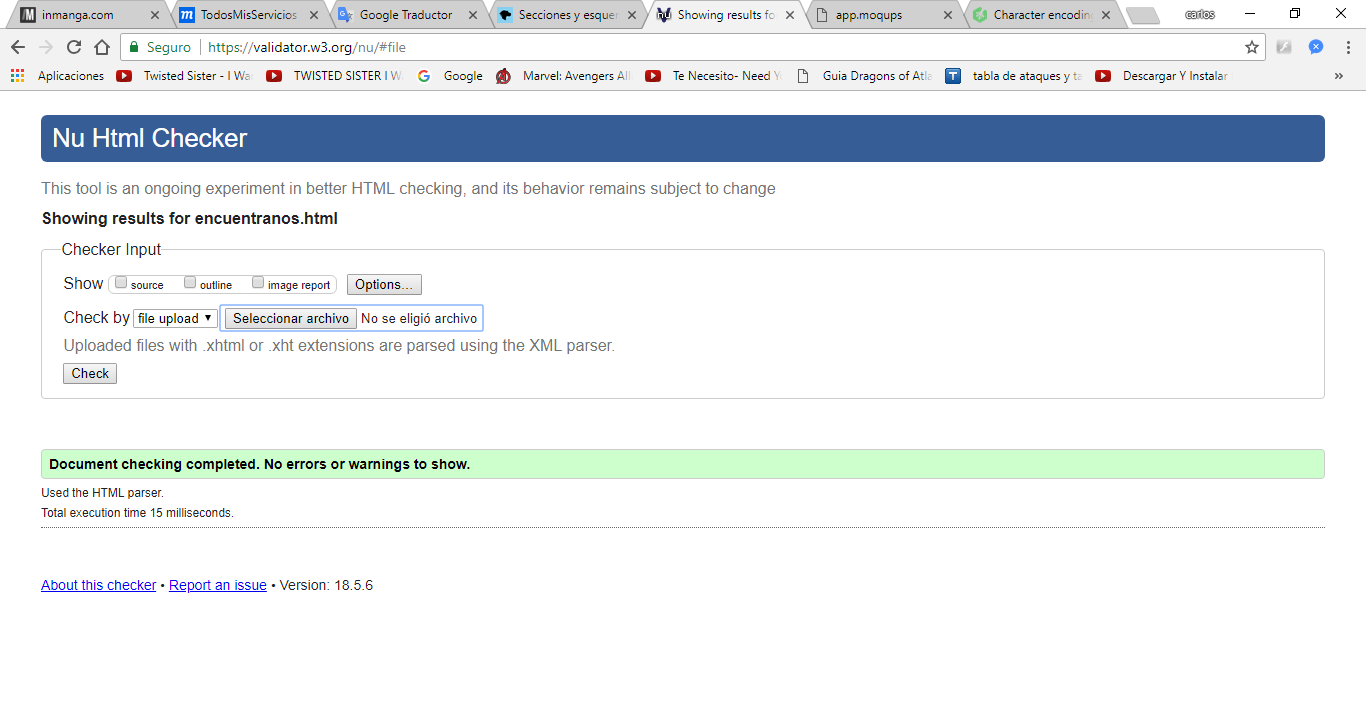 inmanga.com
TodosMisServicios
Google Traductor
Secciones y esquem
Showing results fo
app.moqups
Character encoding
carlos
Seguro
https://validator.w3.org/nu/#file
Aplicaciones
Twisted Sister - I Wa
TWISTED SISTER I W
Google
Marvel: Avengers All
Te Necesito- Need Y
Guia Dragons of Atla
tabla de ataques y ta
Descargar Y Instalar
»
Nu Html Checker
This tool is an ongoing experiment in better HTML checking, and its behavior remains subject to change
Showing results for encuentranos.html
Checker Input
Show source outline image report Options...
Check by file upload Seleccionar archivo No se eligió archivo
Uploaded files with .xhtml or .xht extensions are parsed using the XML parser.
Check
Document checking completed. No errors or warnings to show.
Used the HTML parser.
Total execution time 15 milliseconds.
About this checker • Report an issue • Version: 18.5.6